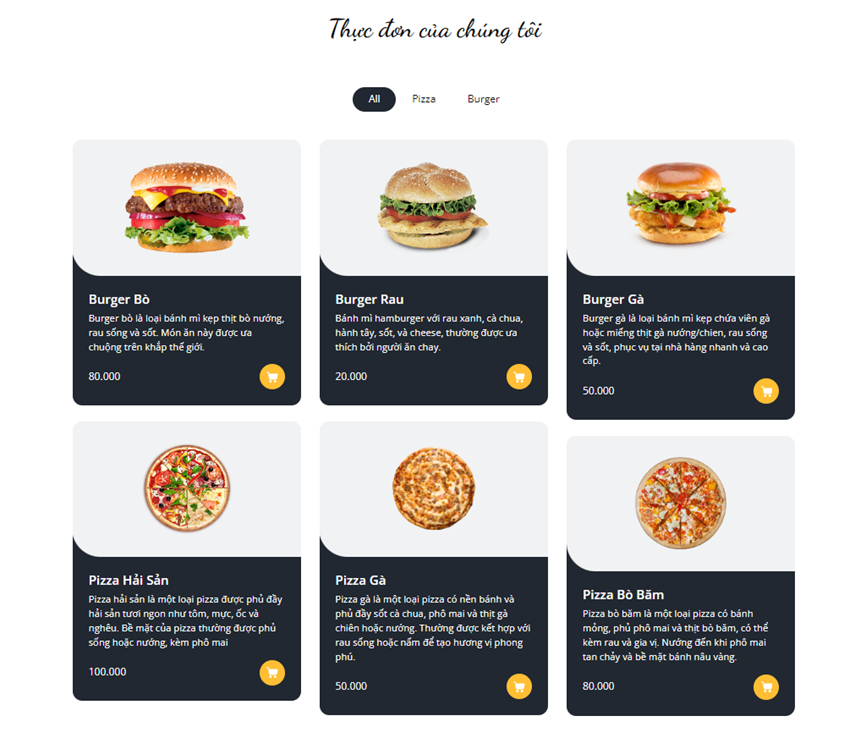 Thực đơn của chúng tôi
All
Pizza
Burger
Burger Bò
Burger bò là loại bánh mì kẹp thịt bò nướng,
rau sống và sốt. Món ăn này được ưa
chuộng trên khắp thế giới.
80.000
Burger Rau
Bánh mì hamburger với rau xanh, cà chua,
hành tây, sốt, và cheese, thường được ưa
thích bởi người ăn chay.
20.000
Burger Gà
Burger gà là loại bánh mì kẹp chứa viên gà
hoặc miếng thịt gà nướng/chien, rau sống
và sốt, phục vụ tại nhà hàng nhanh và cao
cấp.
50.000
Pizza Hải Sản
Pizza hải sản là một loại pizza được phủ đầy
hải sản tươi ngon như tôm, mực, ốc và
nghêu. Bề mặt của pizza thường được phủ
sống hoặc nướng, kèm phô mai
100.000
Pizza Gà
Pizza gà là một loại pizza có nền bánh và
phủ đầy sốt cà chua, phô mai và thịt gà
chiên hoặc nướng. Thường được kết hợp với
rau sống hoặc nấm để tạo hương vị phong
phú.
50.000
Pizza Bò Băm
Pizza bò băm là một loại pizza có bánh
mỏng, phủ phô mai và thịt bò băm, có thể
kèm rau và gia vị. Nướng đến khi phô mai
tan chảy và bề mặt bánh nâu vàng.
80.000